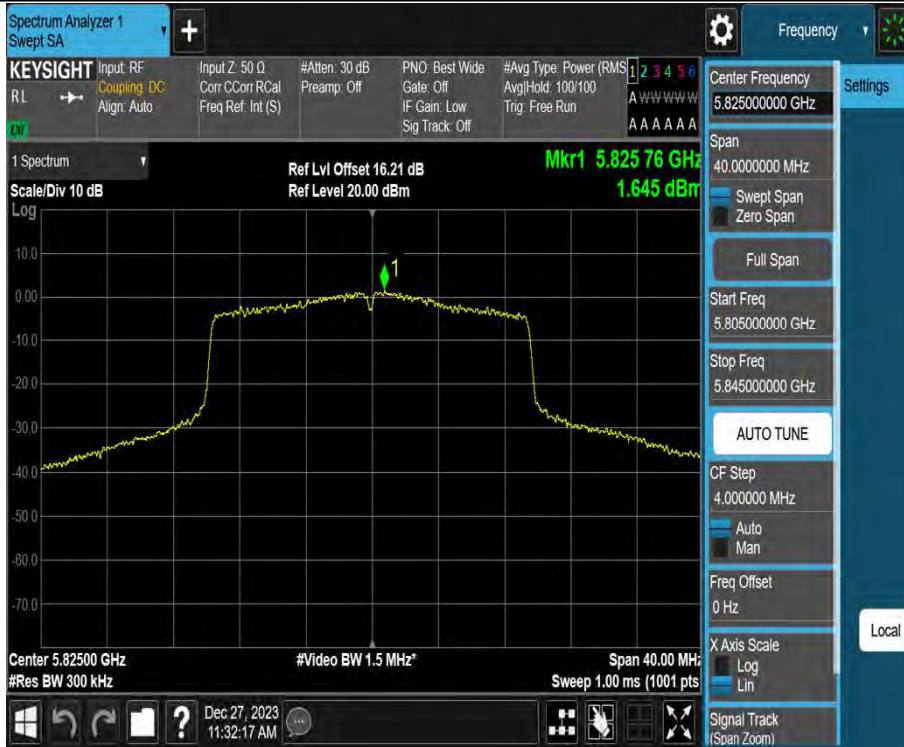 Spectrum Analyzer 1
Swept SA
Frequency
KEYSIGHT
RL
LXI
Input: RF
Coupling: DC
Align: Auto
Input Z: 50 Ω
Corr CCorr RCal
Freq Ref: Int (S)
#Atten: 30 dB
Preamp: Off
PNO: Best Wide
Gate: Off
IF Gain: Low
Sig Track: Off
#Avg Type: Power (RMS
Avg|Hold: 100/100
Trig: Free Run
1 2 3 4 5 6
A W W W W W
A A A A A A
1 Spectrum
Scale/Div 10 dB
Log
Ref Lvl Offset 16.21 dB
Ref Level 20.00 dBm
Mkr1 5.825 76 GHz
1.645 dBm
1
10.0
0.00
-10.0
-20.0
-30.0
-40.0
-50.0
-60.0
-70.0
Center 5.82500 GHz
#Res BW 300 kHz
#Video BW 1.5 MHz*
Span 40.00 MHz
Sweep 1.00 ms (1001 pts
Center Frequency
5.825000000 GHz
Settings
Span
40.0000000 MHz
Swept Span
Zero Span
Full Span
Start Freq
5.805000000 GHz
Stop Freq
5.845000000 GHz
AUTO TUNE
CF Step
4.000000 MHz
Auto
Man
Freq Offset
0 Hz
Local
X Axis Scale
Log
Lin
Signal Track
(Span Zoom)
?
Dec 27, 2023
11:32:17 AM